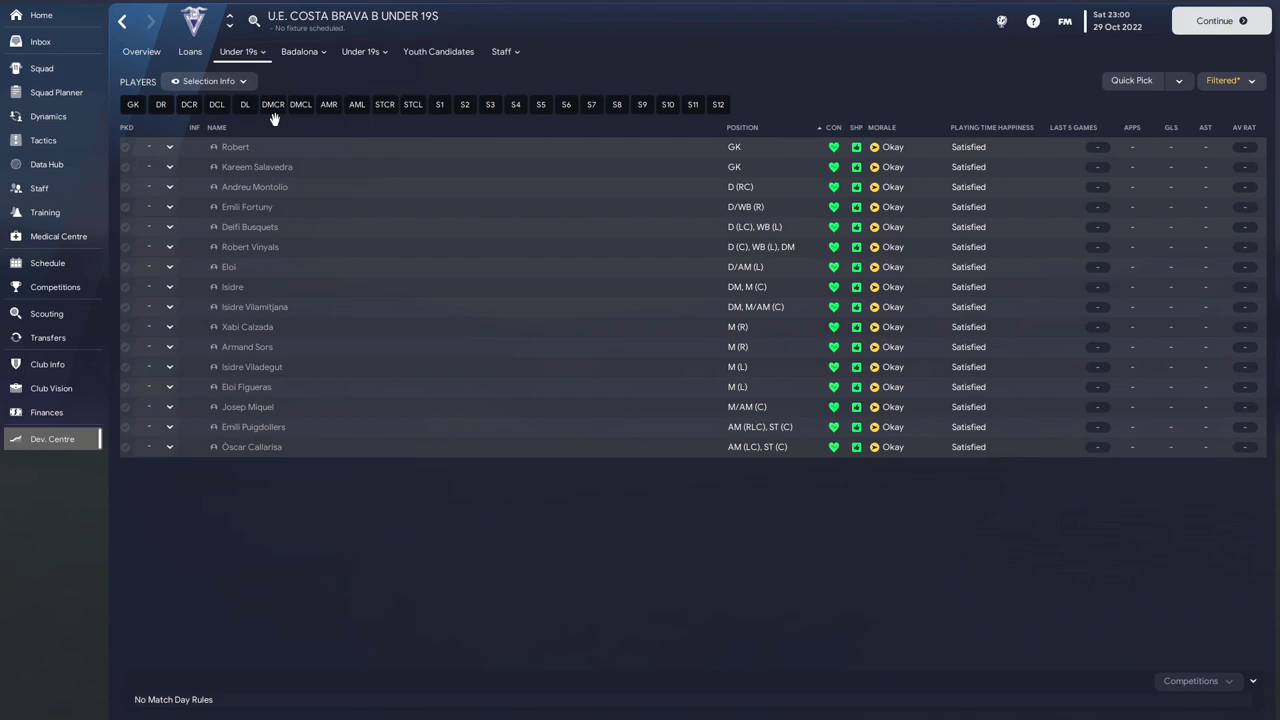 Home
Inbox
Squad
Squad Planner
Dynamics
Tactics
Data Hub
Staff
Training
Medical Centre
Schedule
Competitions
Scouting
Transfers
Club Info
Club Vision
Finances
Dev. Centre
U.E. COSTA BRAVA B UNDER 19S
- No fixture scheduled.
FM
Sat 23:00
29 Oct 2022
Continue
Overview Loans Under 19s Badalona Under 19s Youth Candidates Staff
PLAYERS Selection Info Quick Pick Filtered*
GK DR DCR DCL DL DMCR DMCL AMR AML STCR STCL S1 S2 S3 S4 S5 S6 S7 S8 S9 S10 S11 S12
PKD INF NAME POSITION CON SHP MORALE PLAYING TIME HAPPINESS LAST 5 GAMES APPS GLS AST AV RAT
- Robert GK Okay Satisfied - - - - -
- Kareem Salavedra GK Okay Satisfied - - - - -
- Andreu Montolio D (RC) Okay Satisfied - - - - -
- Emili Fortuny D/WB (R) Okay Satisfied - - - - -
- Delfi Busquets D (LC), WB (L) Okay Satisfied - - - - -
- Robert Vinyals D (C), WB (L), DM Okay Satisfied - - - - -
- Eloi D/AM (L) Okay Satisfied - - - - -
- Isidre DM, M (C) Okay Satisfied - - - - -
- Isidre Vilamitjana DM, M/AM (C) Okay Satisfied - - - - -
- Xabi Calzada M (R) Okay Satisfied - - - - -
- Armand Sors M (R) Okay Satisfied - - - - -
- Isidre Viladegut M (L) Okay Satisfied - - - - -
- Eloi Figueras M (L) Okay Satisfied - - - - -
- Josep Miquel M/AM (C) Okay Satisfied - - - - -
- Emili Puigdollers AM (RLC), ST (C) Okay Satisfied - - - - -
- Òscar Callarisa AM (LC), ST (C) Okay Satisfied - - - - -
Competitions
No Match Day Rules